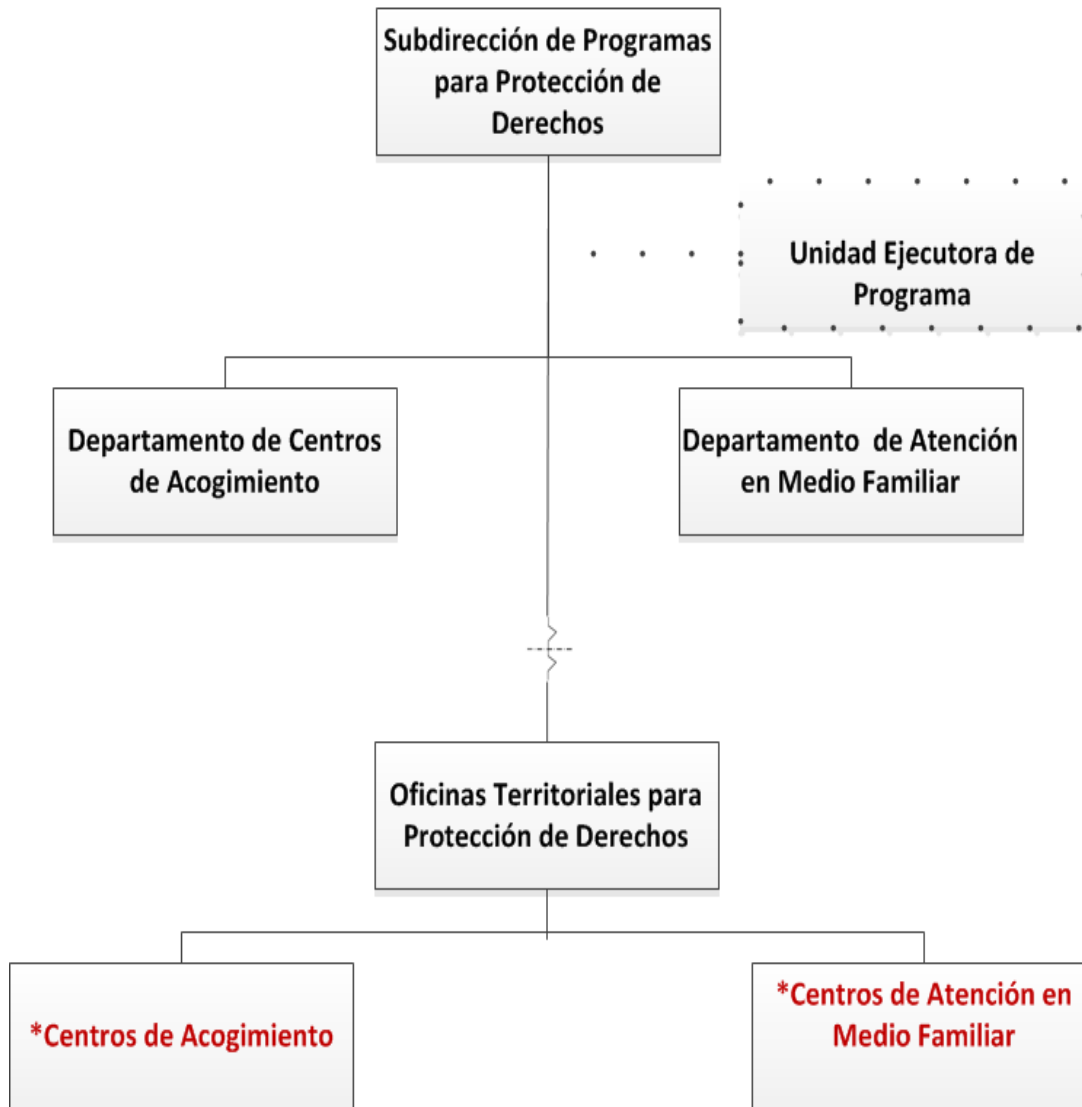 Subdirección de Programas
para Protección de
Derechos
Unidad Ejecutora de
Programa
Departamento de Centros
de Acogimiento
Departamento de Atención
en Medio Familiar
Oficinas Territoriales para
Protección de Derechos
*Centros de Acogimiento
*Centros de Atención en
Medio Familiar